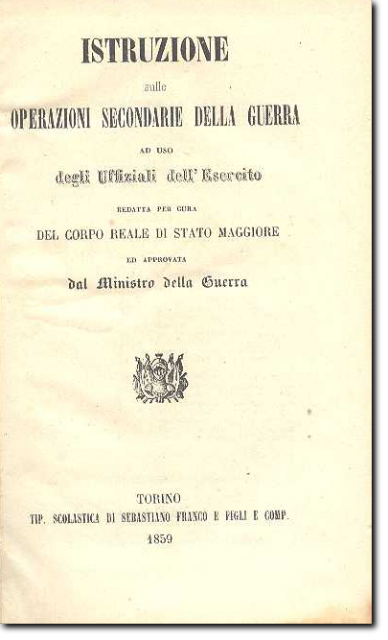 ISTRUZIONE
sulle
OPERAZIONI SECONDARIE DELLA GUERRA
AD USO
degli Uffiziali dell' Esercito
REDATTA PER CURA
DEL CORPO REALE DI STATO MAGGIORE
ED APPROVATA
dal Ministro della Guerra
TORINO
TIP. SCOLASTICA DI SEBASTIANO FRANCO E FIGLI E COMP.
1859